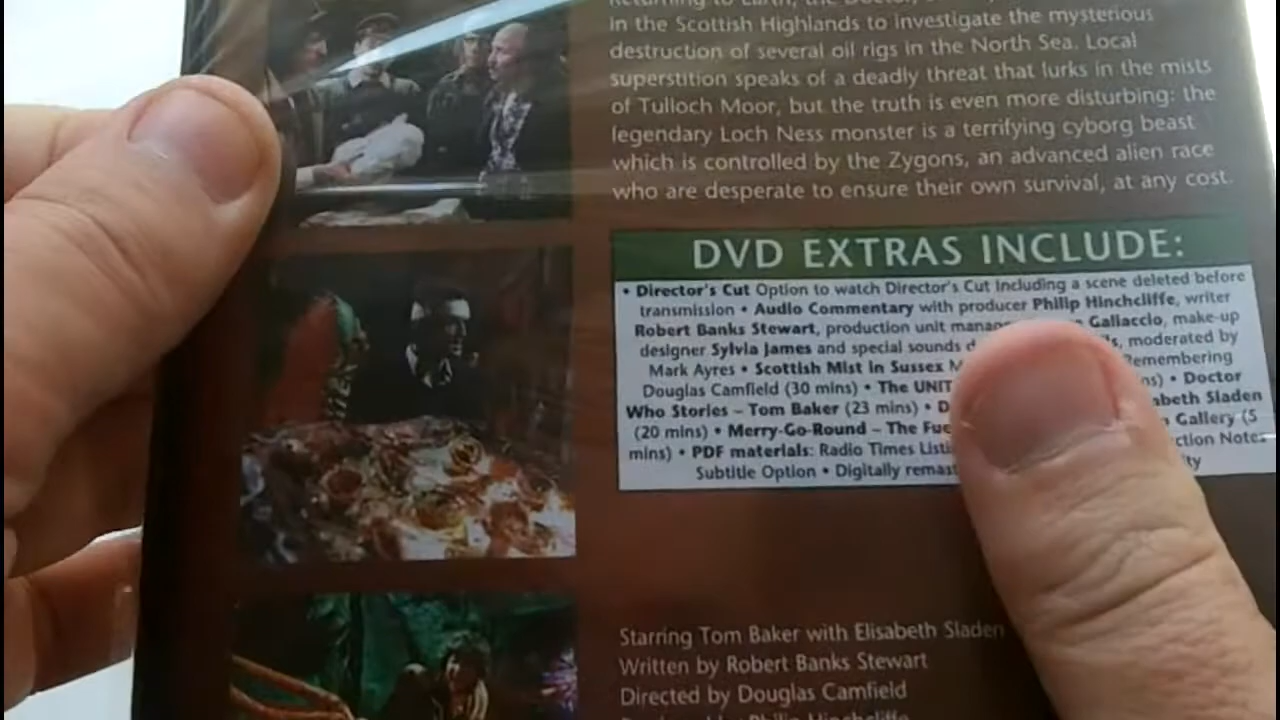 Returning to Earth, the Doctor,
in the Scottish Highlands to investigate the mysterious
destruction of several oil rigs in the North Sea. Local
superstition speaks of a deadly threat that lurks in the mists
of Tulloch Moor, but the truth is even more disturbing: the
legendary Loch Ness monster is a terrifying cyborg beast
which is controlled by the Zygons, an advanced alien race
who are desperate to ensure their own survival, at any cost.
DVD EXTRAS INCLUDE:
• Director's Cut Option to watch Director's Cut including a scene deleted before
transmission • Audio Commentary with producer Philip Hinchcliffe, writer
Robert Banks Stewart, production unit Gallaccio, make-up
designer Sylvia James and special sounds moderated by
Mark Ayres • Scottish Mist in Sussex Remembering
Douglas Camfield (30 mins) • The UNIT • Doctor
Who Stories – Tom Baker (23 mins) • Sladen
(20 mins) • Merry-Go-Round – The Gallery (5
mins) • PDF materials: Radio Times
Subtitle Option • Digitally
Starring Tom Baker with Elisabeth Sladen
Written by Robert Banks Stewart
Directed by Douglas Camfield
Philip Hinchcliffe